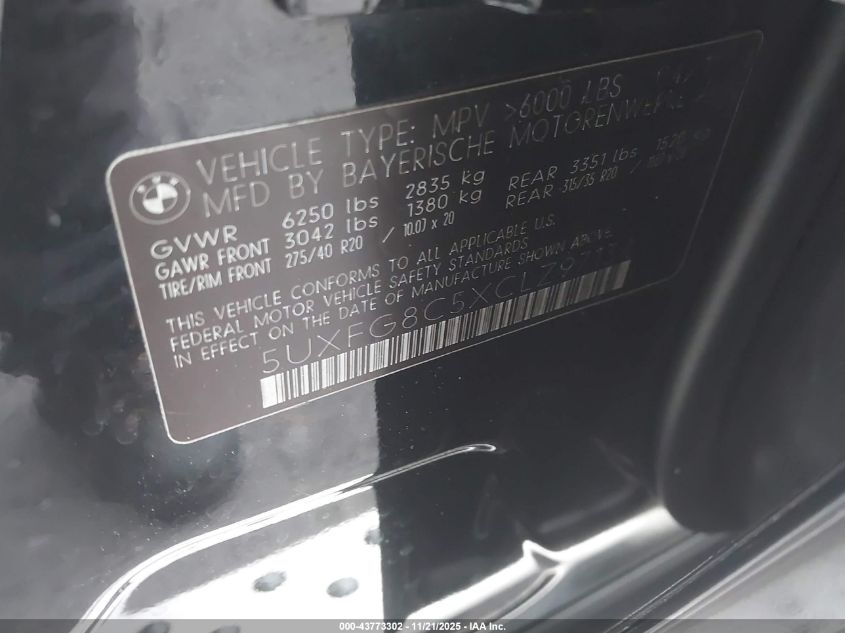 VEHICLE TYPE: MPV >6000 LBS
MFD BY BAYERISCHE MOTORENWERKE
GVWR 6250 lbs 2835 kg
GAWR FRONT 3042 lbs 1380 kg REAR 3351 lbs 1520 kg
TIRE/RIM FRONT 275/40 R20 / 10.0J x 20 REAR 315/35 R20 /
THIS VEHICLE CONFORMS TO ALL APPLICABLE U.S.
FEDERAL MOTOR VEHICLE SAFETY STANDARDS
IN EFFECT ON THE DATE OF MANUFACTURE SHOWN ABOVE.
000-43773302 - 11/21/2025 - IAA Inc.